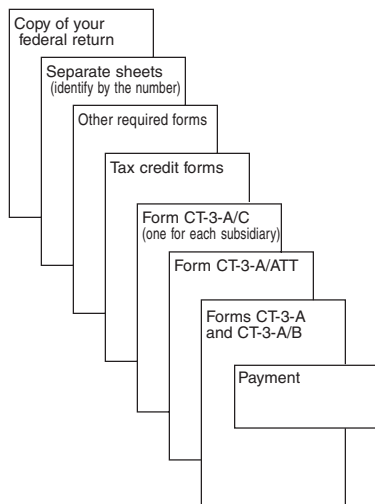 Copy of your
federal return
Separate sheets
(identify by the number)
Other required forms
Tax credit forms
Form CT-3-A/C
(one for each subsidiary)
Form CT-3-A/ATT
Forms CT-3-A
and CT-3-A/B
Payment